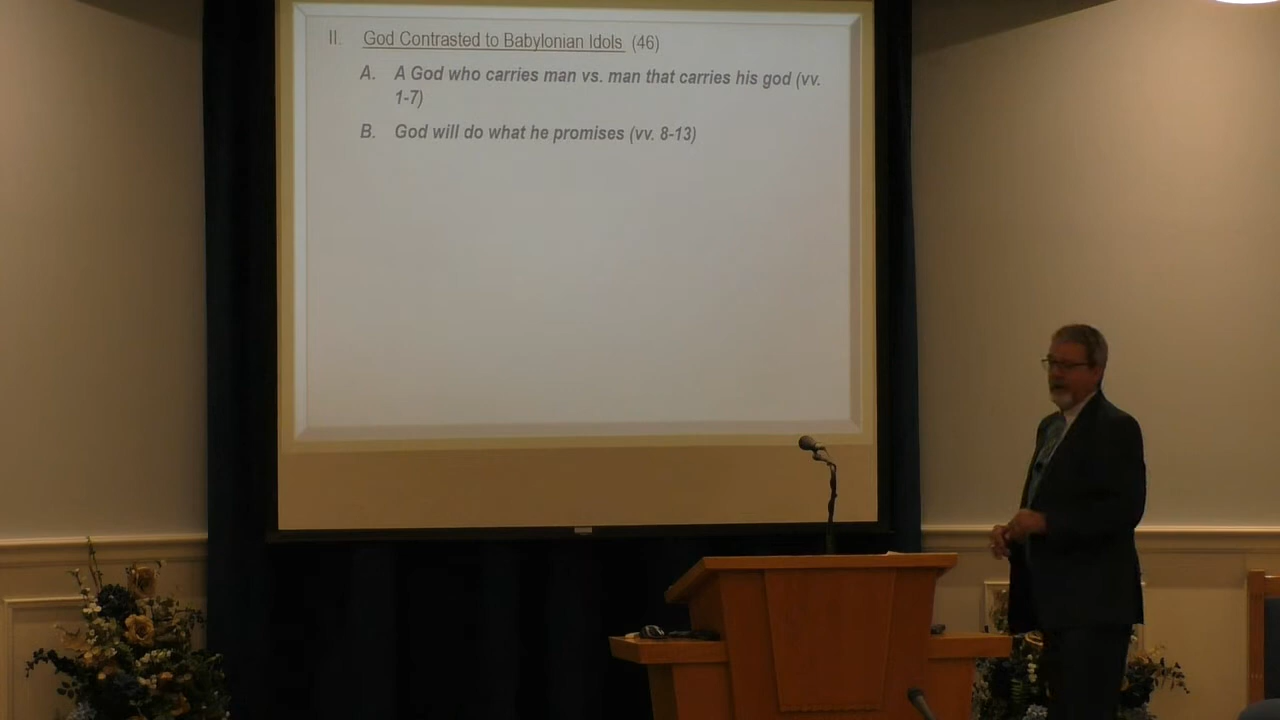 II. God Contrasted to Babylonian Idols (46)
A. A God who carries man vs. man that carries his god (vv.
1-7)
B. God will do what he promises (vv. 8-13)